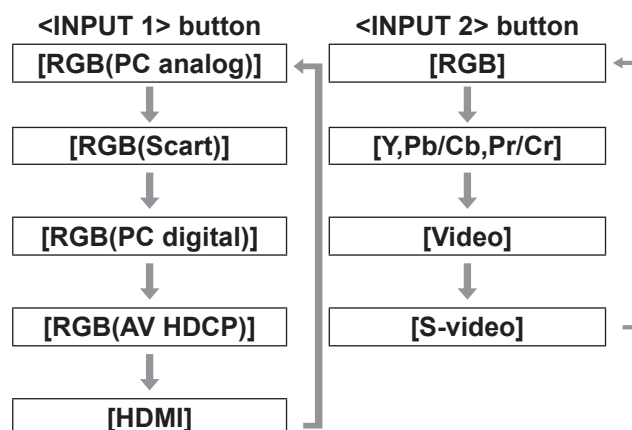 <INPUT 1> button
[RGB(PC analog)]
[RGB(Scart)]
[RGB(PC digital)]
[RGB(AV HDCP)]
[HDMI]
<INPUT 2> button
[RGB]
[Y,Pb/Cb,Pr/Cr]
[Video]
[S-video]